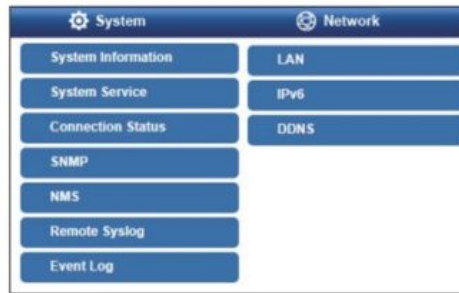 System
Network
System Information
LAN
System Service
IPv6
Connection Status
DDNS
SNMP
NMS
Remote Syslog
Event Log